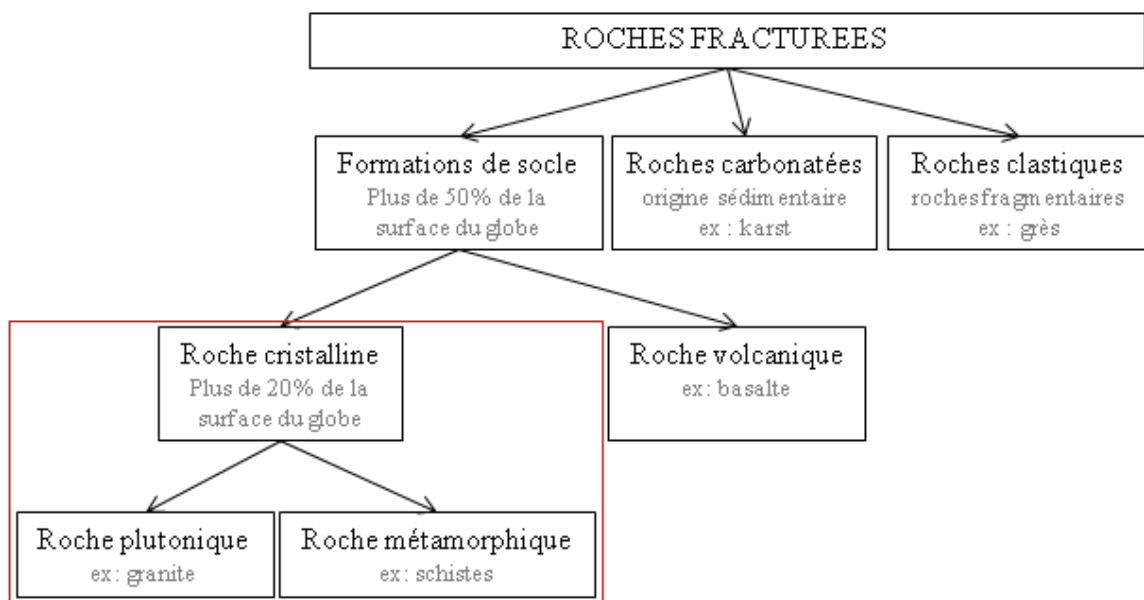 ROCHES FRACTUREES
Formations de socle
Plus de 50% de la
surface du globe
Roches carbonatées
origine sédimentaire
ex : karst
Roches clastiques
roches fragmentaires
ex : grès
Roche cristalline
Plus de 20% de la
surface du globe
Roche volcanique
ex : basalte
Roche plutonique
ex : granite
Roche métamorphique
ex : schistes